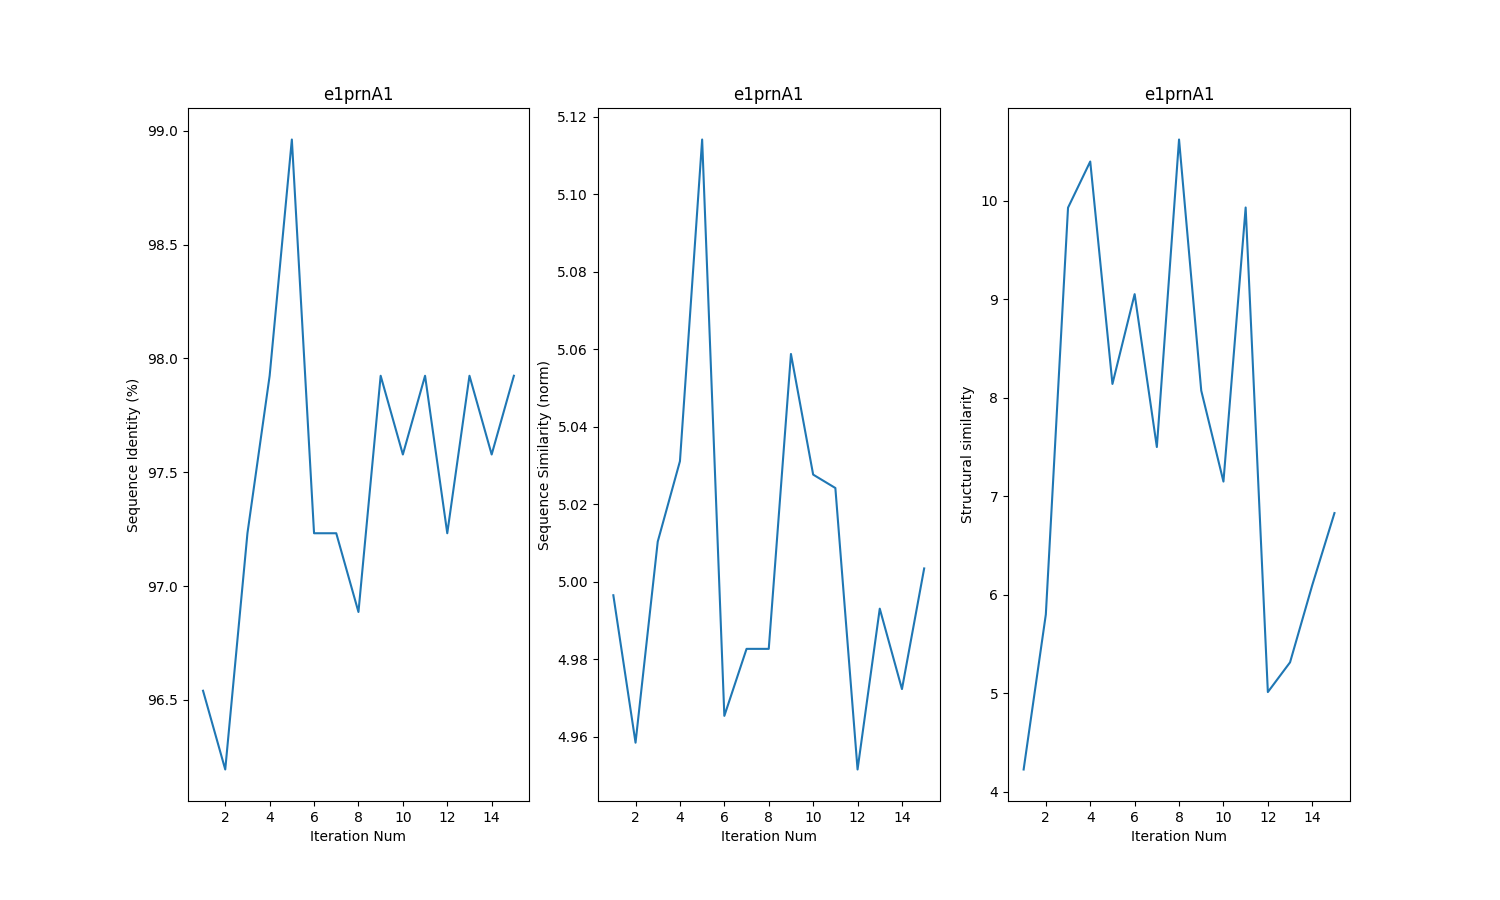 e1prnA1
99.0
98.5
98.0
97.5
97.0
96.5
Sequence Identity (%)
2 4 6 8 10 12 14
Iteration Num
e1prnA1
5.12
5.10
5.08
5.06
5.04
5.02
5.00
4.98
4.96
Sequence Similarity (norm)
2 4 6 8 10 12 14
Iteration Num
e1prnA1
10
9
8
7
6
5
4
Structural similarity
2 4 6 8 10 12 14
Iteration Num